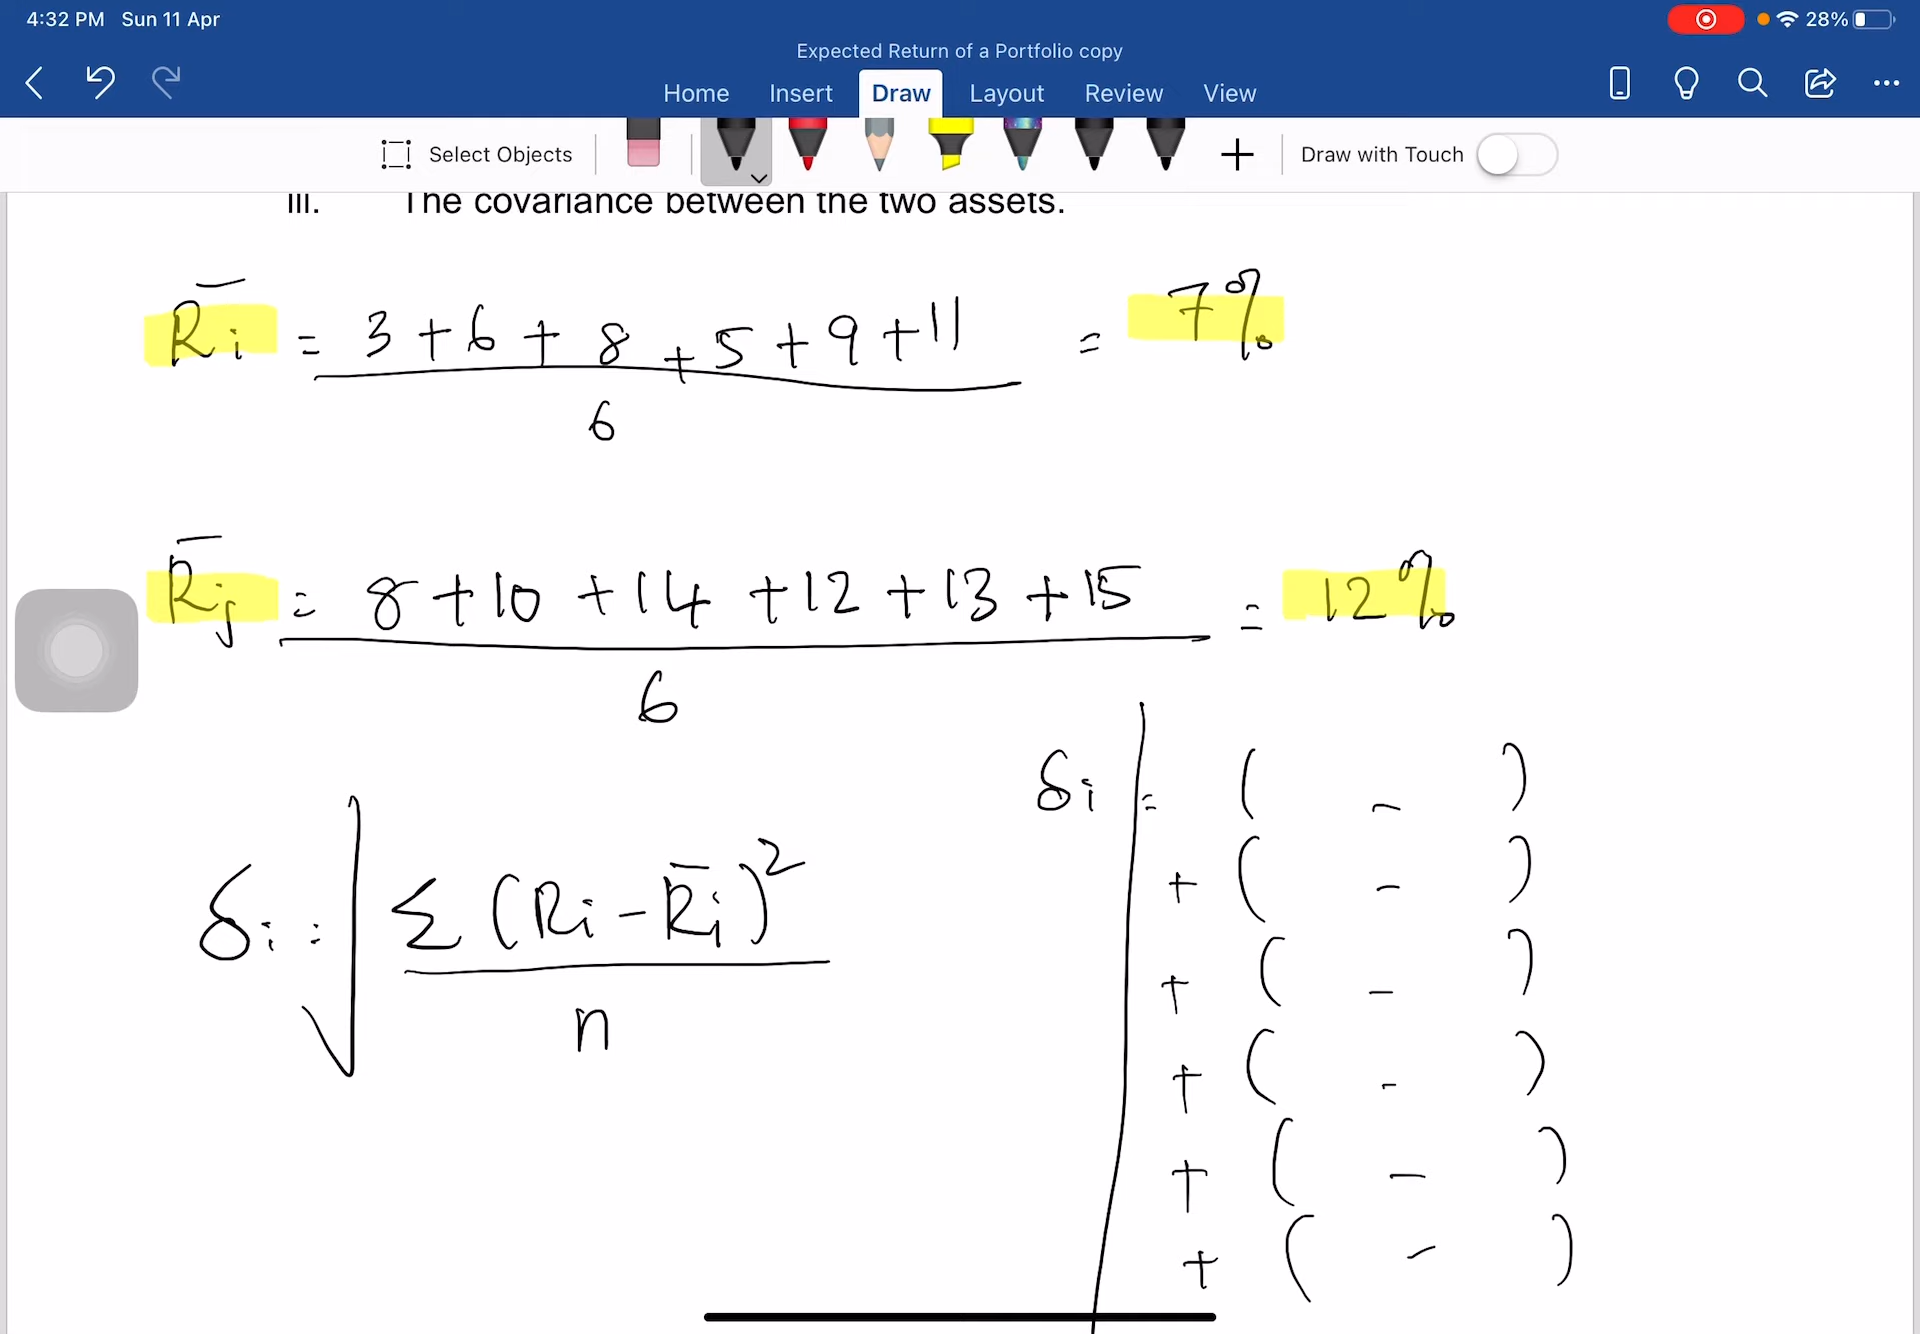 4:32 PM Sun 11 Apr 28%
Expected Return of a Portfolio copy
Home Insert Draw Layout Review View
Select Objects Draw with Touch
iii. The covariance between the two assets.
R̄i = 3 + 6 + 8 + 5 + 9 + 11 = 7%
6
R̄j = 8 + 10 + 14 + 12 + 13 + 15 = 12%
6
δi = ( - )
+ ( - )
δi = √ Σ (Ri - R̄i)²
+ ( - )
n
+ ( - )
+ ( - )
+ ( - )